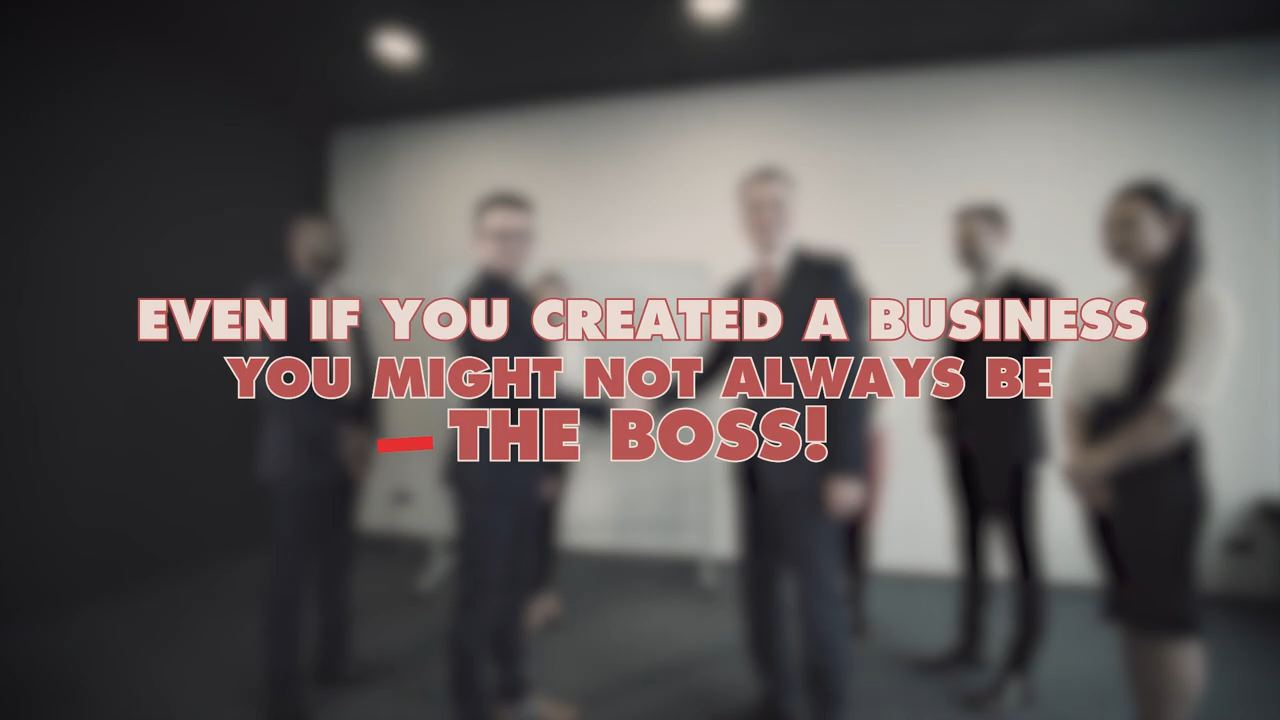 EVEN IF YOU CREATED A BUSINESS
YOU MIGHT NOT ALWAYS BE
THE BOSS!